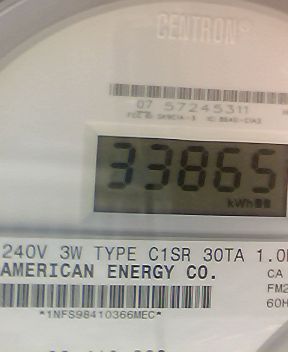 CENTRON®
07 57245311
33865
kWh
240V 3W TYPE C1SR 30TA 1.0
AMERICAN ENERGY CO.
CA
FM2
60H
*1NFS98410366MEC*